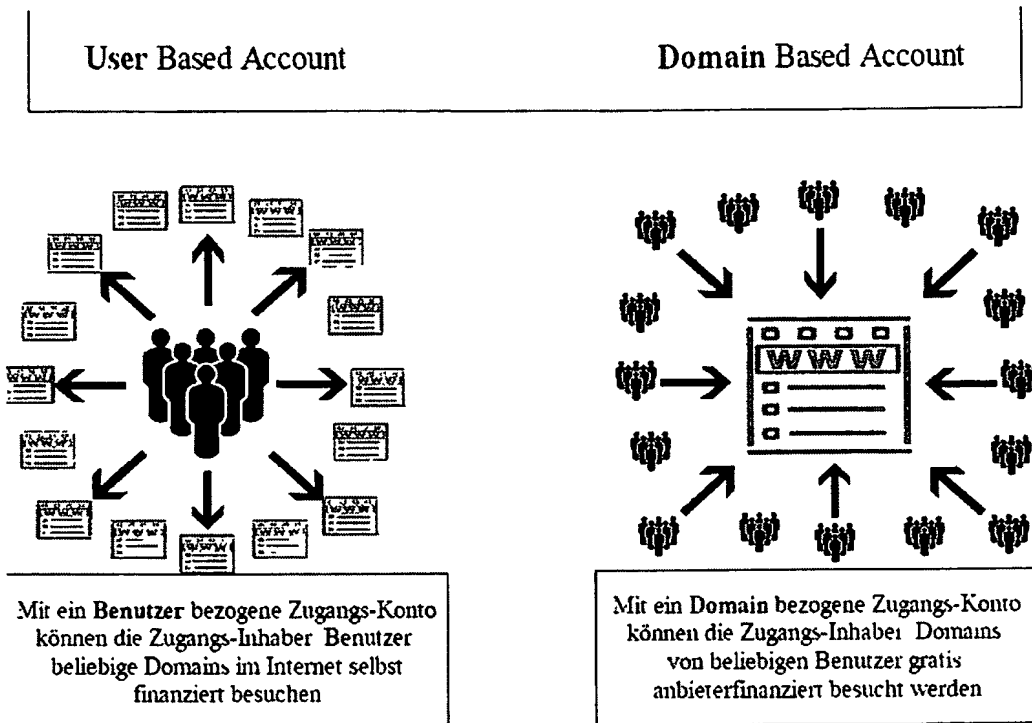 User Based Account
Domain Based Account
WWW
Mit ein Benutzer bezogene Zugangs-Konto
können die Zugangs-Inhaber Benutzer
beliebige Domains im Internet selbst
finanziert besuchen
Mit ein Domain bezogene Zugangs-Konto
können die Zugangs-Inhaber Domains
von beliebigen Benutzer gratis
anbieterfinanziert besucht werden